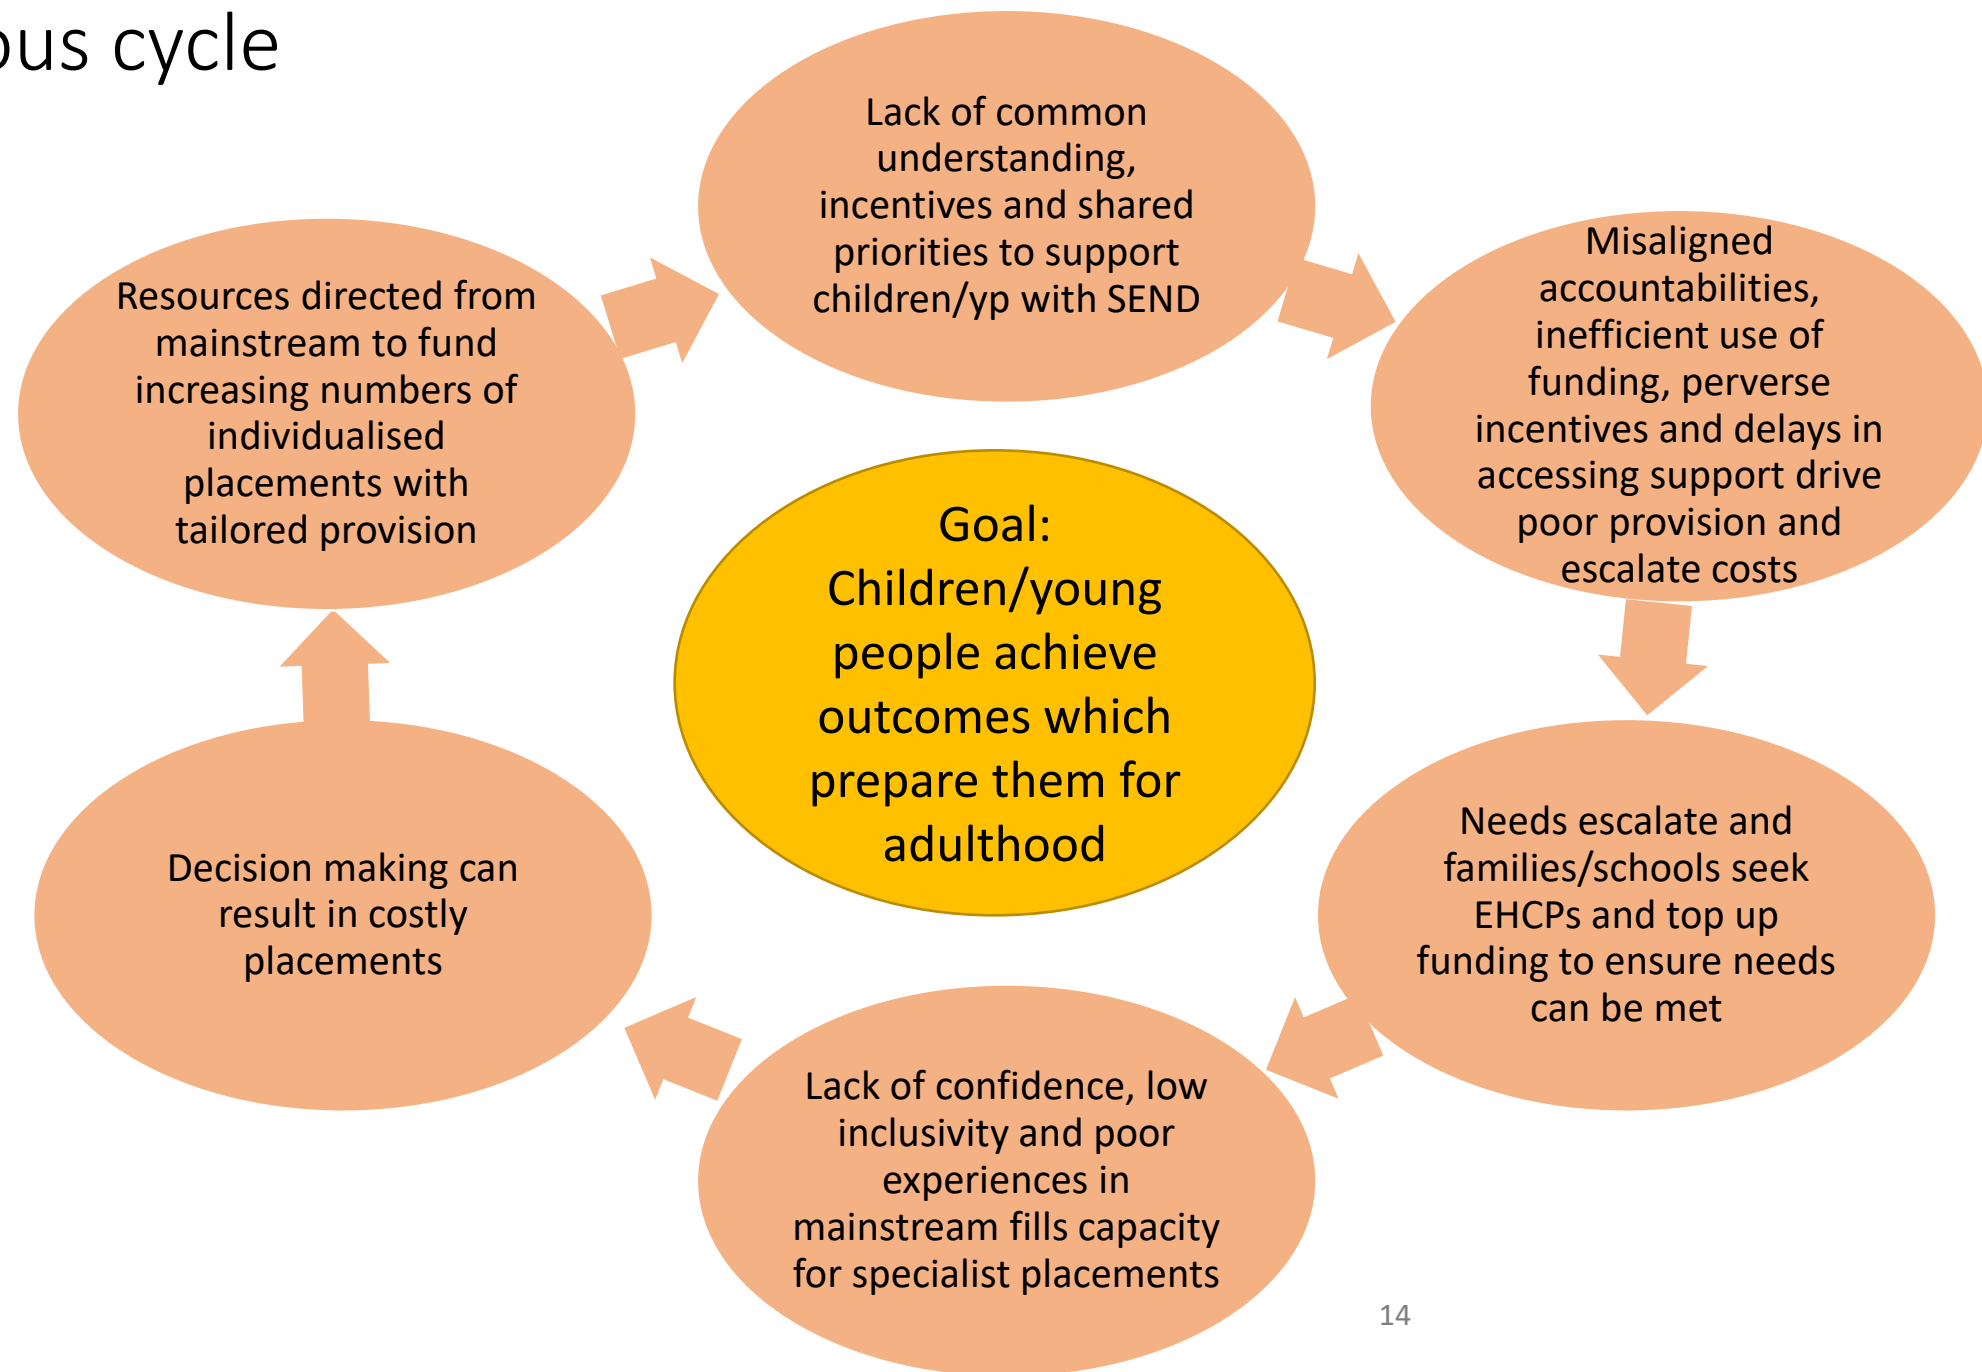 ous cycle
Lack of common
understanding,
incentives and shared
priorities to support
children/yp with SEND
Misaligned
accountabilities,
inefficient use of
funding, perverse
incentives and delays in
accessing support drive
poor provision and
escalate costs
Needs escalate and
families/schools seek
EHCPs and top up
funding to ensure needs
can be met
Lack of confidence, low
inclusivity and poor
experiences in
mainstream fills capacity
for specialist placements
Decision making can
result in costly
placements
Resources directed from
mainstream to fund
increasing numbers of
individualised
placements with
tailored provision
Goal:
Children/young
people achieve
outcomes which
prepare them for
adulthood
14